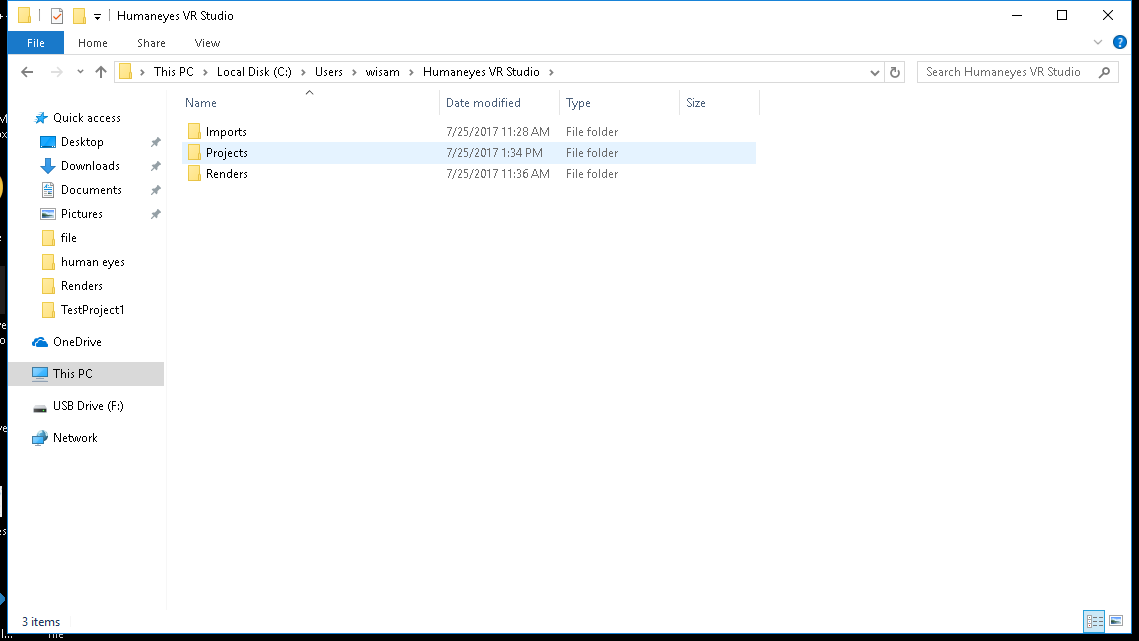 Humaneyes VR Studio
File Home Share View
This PC Local Disk (C:) Users wisam Humaneyes VR Studio Search Humaneyes VR Studio
Name Date modified Type Size
Imports 7/25/2017 11:28 AM File folder
Projects 7/25/2017 1:34 PM File folder
Renders 7/25/2017 11:36 AM File folder
Quick access
Desktop
Downloads
Documents
Pictures
file
human eyes
Renders
TestProject1
OneDrive
This PC
USB Drive (F:)
Network
3 items